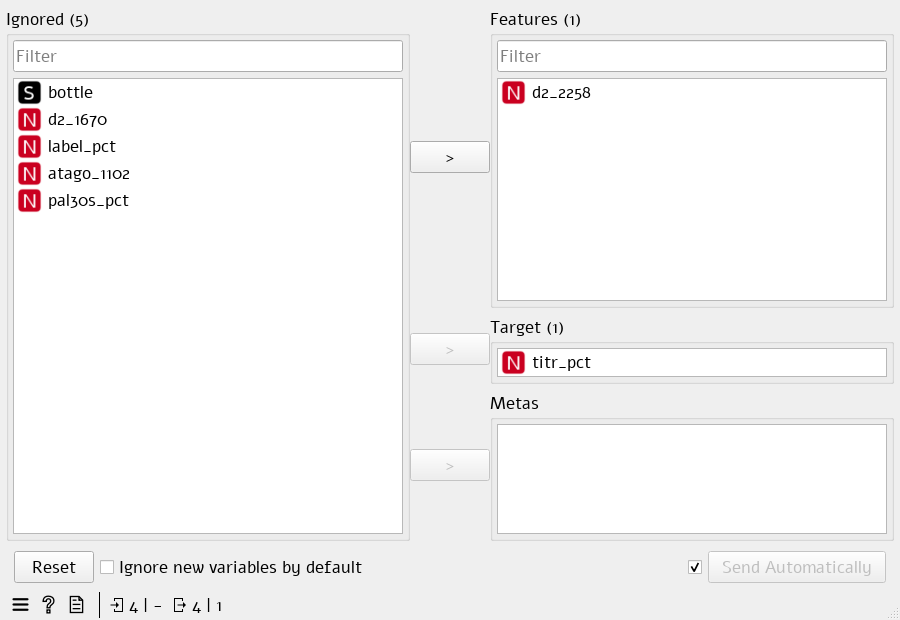 Ignored (5)
Filter
S bottle
N d2_1670
N label_pct
N atago_1102
N pal30s_pct
>
>
>
Features (1)
Filter
N d2_2258
Target (1)
N titr_pct
Metas
Reset
Ignore new variables by default
Send Automatically
? 4 | - 4 | 1